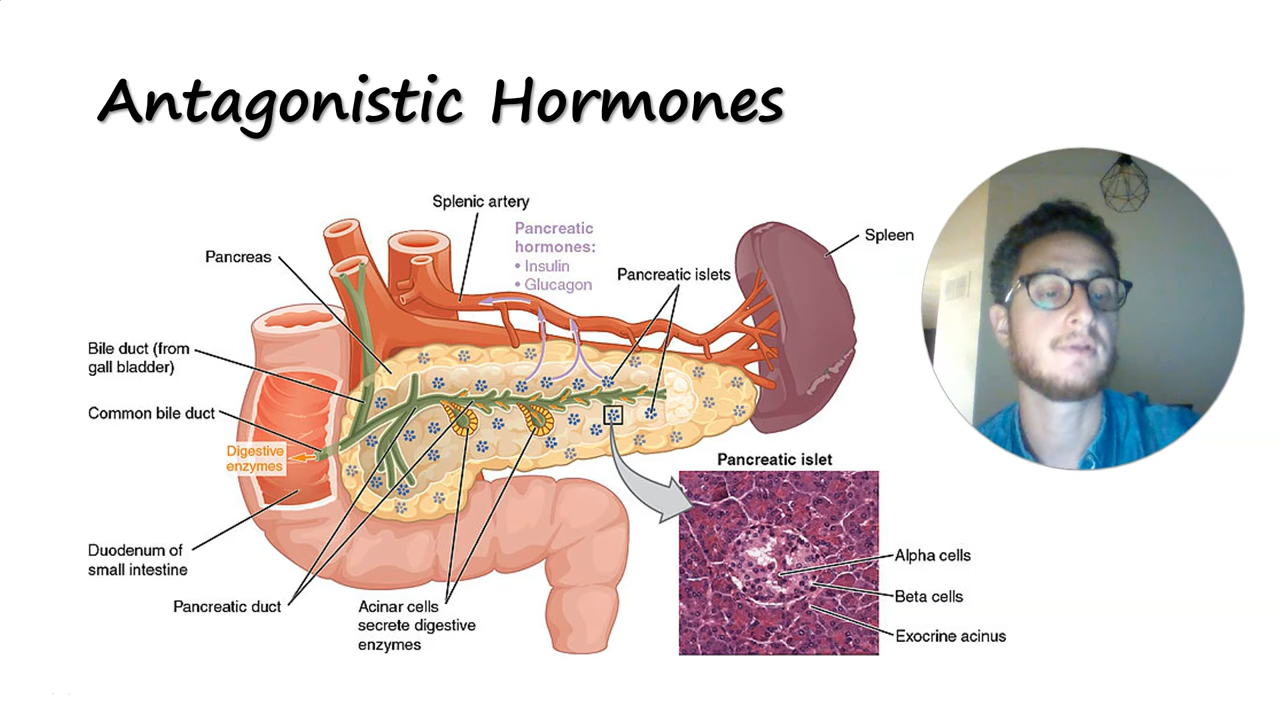 Antagonistic Hormones
Splenic artery
Pancreatic
hormones:
• Insulin
• Glucagon
Spleen
Pancreas
Pancreatic islets
Bile duct (from
gall bladder)
Common bile duct
Digestive
enzymes
Pancreatic islet
Duodenum of
small intestine
Alpha cells
Beta cells
Pancreatic duct
Acinar cells
secrete digestive
enzymes
Exocrine acinus